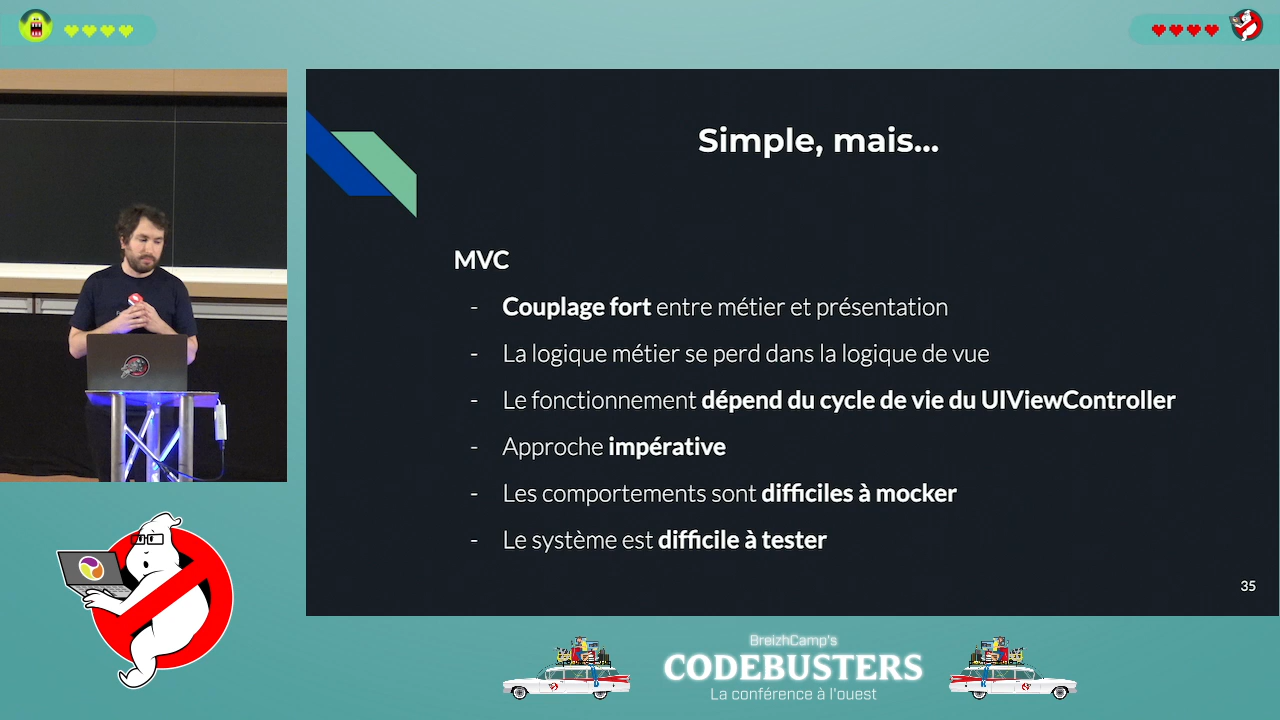 Simple, mais...
MVC
- Couplage fort entre métier et présentation
- La logique métier se perd dans la logique de vue
- Le fonctionnement dépend du cycle de vie du UIViewController
- Approche impérative
- Les comportements sont difficiles à mocker
- Le système est difficile à tester
35
BreizhCamp's
CODEBUSTERS
La conférence à l'ouest